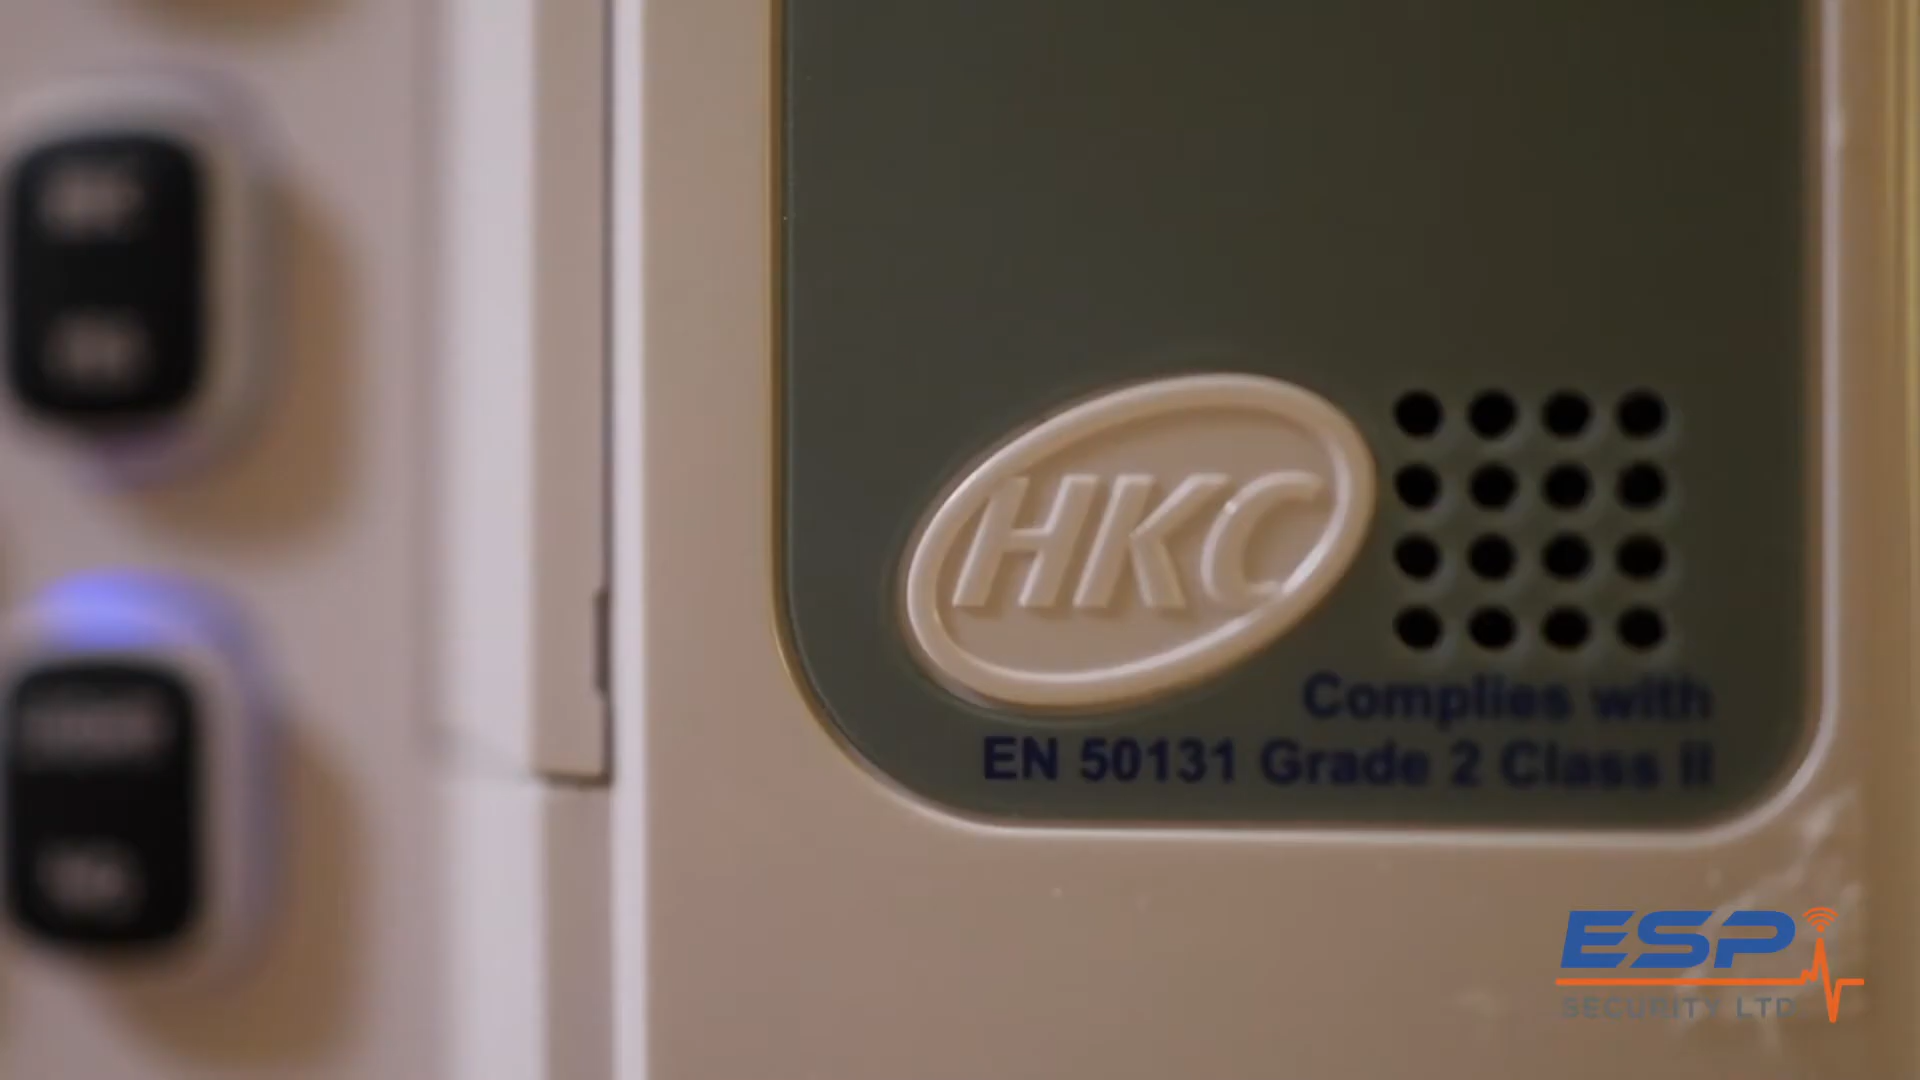 HKC
Complies with
EN 50131 Grade 2 Class II
ESP
SECURITY LTD